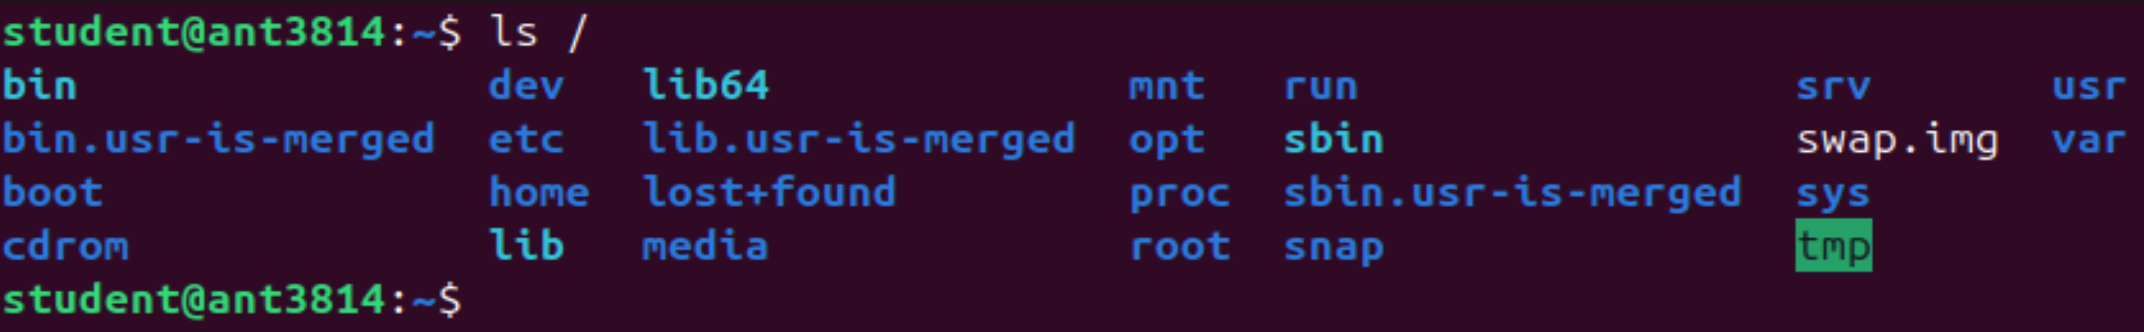 student@ant3814:~$ ls /
bin dev lib64 mnt run srv usr
bin.usr-is-merged etc lib.usr-is-merged opt sbin swap.img var
boot home lost+found proc sbin.usr-is-merged sys
cdrom lib media root snap tmp
student@ant3814:~$